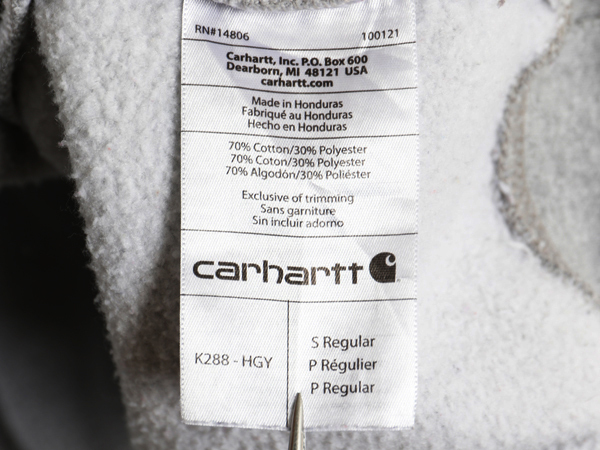 RN#14806 100121
Carhartt, Inc. P.O. Box 600
Dearborn, MI 48121 USA
carhartt.com
Made in Honduras
Fabriqué au Honduras
Hecho en Honduras
70% Cotton/30% Polyester
70% Coton/30% Polyester
70% Algodón/30% Poliéster
Exclusive of trimming
Sans garniture
Sin incluir adorno
carhartt
K288 - HGY
S Regular
P Régulier
P Regular